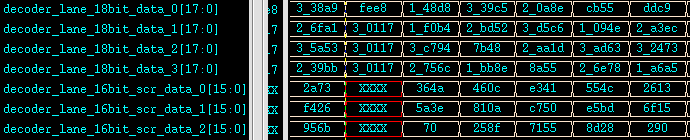 decoder_lane_18bit_data_0[17:0] e8 3_38a9 fee8 1_48d8 3_39c5 2_0a8e cb55 ddc9
decoder_lane_18bit_data_1[17:0] .7 2_6fa1 3_0117 1_f0b4 2_bd52 3_d5c6 1_094e 2_a3ec
decoder_lane_18bit_data_2[17:0] .7 3_5a53 3_0117 3_c794 7b48 2_aa1d 3_ad63 3_2473
decoder_lane_18bit_data_3[17:0] .7 2_39bb 3_0117 2_756c 1_bb8e 8a55 2_6e78 1_a6a5
decoder_lane_16bit_scr_data_0[15:0] XX 2a73 XXXX 364a 460c e341 554c 2613
decoder_lane_16bit_scr_data_1[15:0] XX f426 XXXX 5a3e 810a c750 e5bd 6f15
decoder_lane_16bit_scr_data_2[15:0] XX 956b XXXX 70 258f 7155 8d28 290